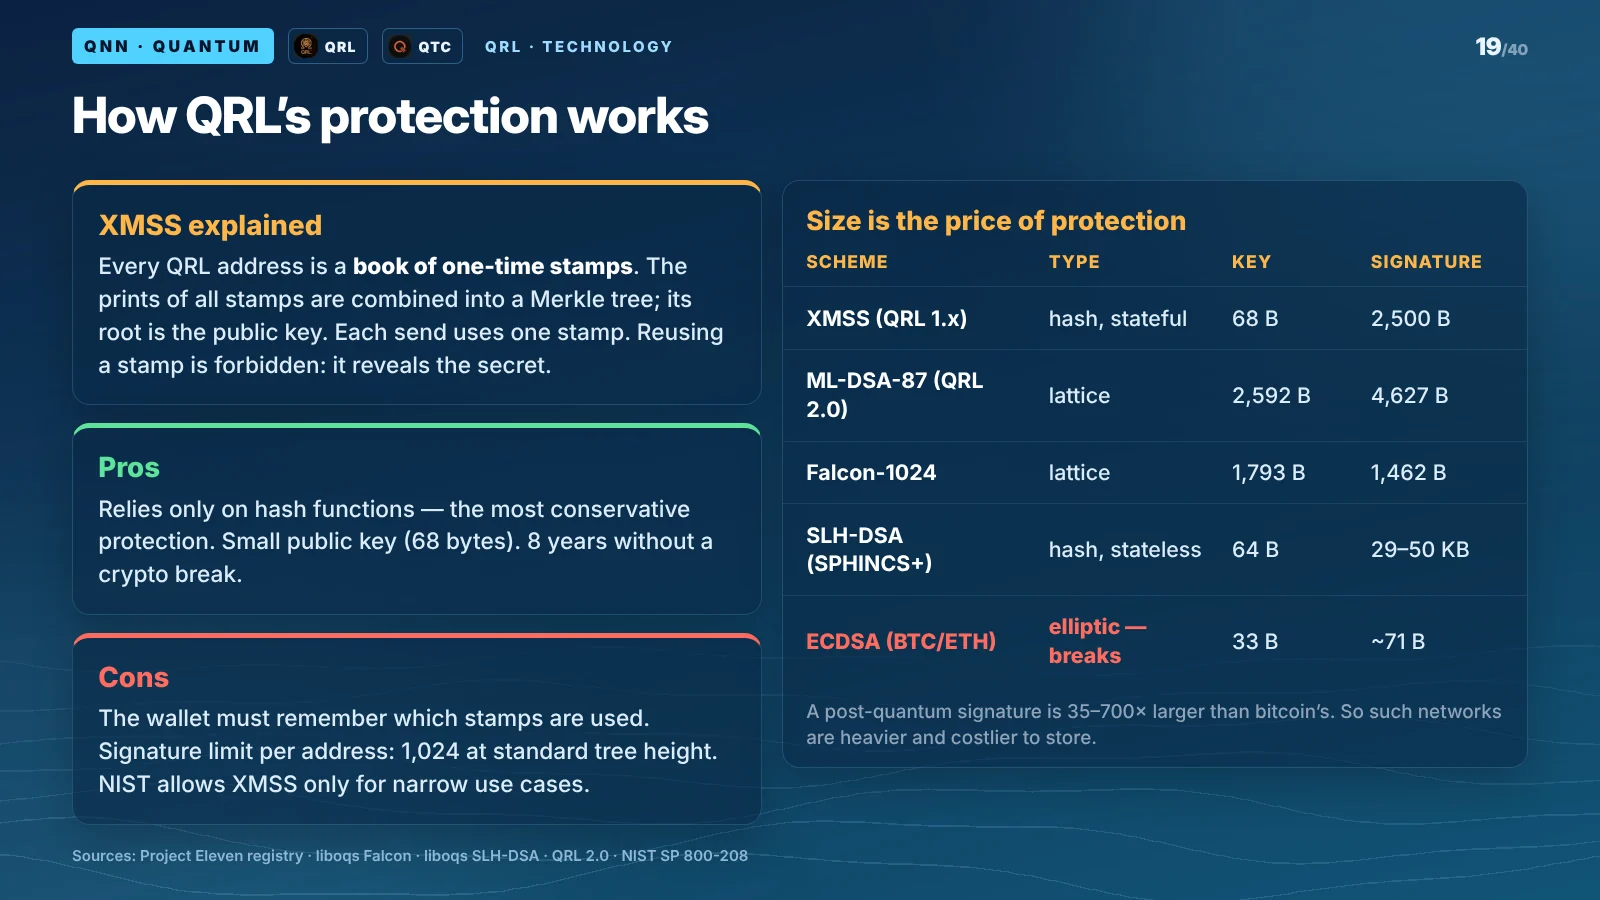 QNN · QUANTUM
QRL
QTC
QRL · TECHNOLOGY
19/40
How QRL’s protection works
XMSS explained
Every QRL address is a book of one-time stamps. The
prints of all stamps are combined into a Merkle tree; its
root is the public key. Each send uses one stamp. Reusing
a stamp is forbidden: it reveals the secret.
Pros
Relies only on hash functions — the most conservative
protection. Small public key (68 bytes). 8 years without a
crypto break.
Cons
The wallet must remember which stamps are used.
Signature limit per address: 1,024 at standard tree height.
NIST allows XMSS only for narrow use cases.
Size is the price of protection
SCHEME TYPE KEY SIGNATURE
XMSS (QRL 1.x) hash, stateful 68 B 2,500 B
ML-DSA-87 (QRL
2.0) lattice 2,592 B 4,627 B
Falcon-1024 lattice 1,793 B 1,462 B
SLH-DSA
(SPHINCS+) hash, stateless 64 B 29–50 KB
ECDSA (BTC/ETH) elliptic —
breaks 33 B ~71 B
A post-quantum signature is 35–700× larger than bitcoin’s. So such networks
are heavier and costlier to store.
Sources: Project Eleven registry · liboqs Falcon · liboqs SLH-DSA · QRL 2.0 · NIST SP 800-208